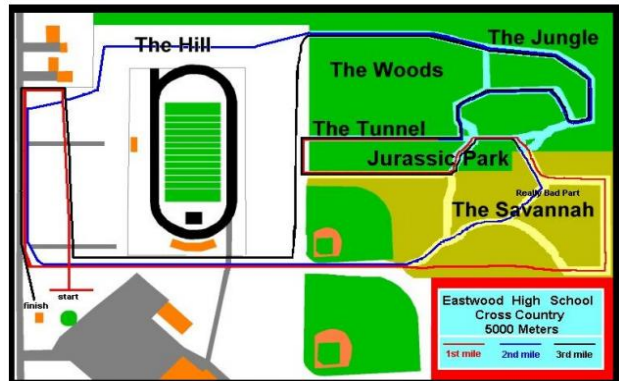 The Hill
The Jungle
The Woods
The Tunnel
Jurassic Park
Really Bad Part
The Savannah
start
finish
Eastwood High School
Cross Country
5000 Meters
1st mile 2nd mile 3rd mile